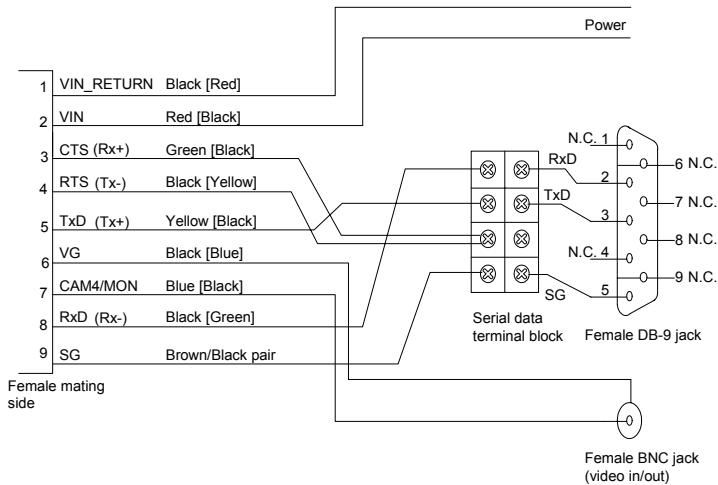 Power
1 VIN_RETURN Black [Red]
2 VIN Red [Black]
3 CTS (Rx+) Green [Black]
4 RTS (Tx-) Black [Yellow]
5 TxD (Tx+) Yellow [Black]
6 VG Black [Blue]
7 CAM4/MON Blue [Black]
8 RxD (Rx-) Black [Green]
9 SG Brown/Black pair
Female mating
side
RxD
TxD
SG
Serial data
terminal block
N.C. 1
2
3
N.C. 4
5
6 N.C.
7 N.C.
8 N.C.
9 N.C.
Female DB-9 jack
Female BNC jack
(video in/out)